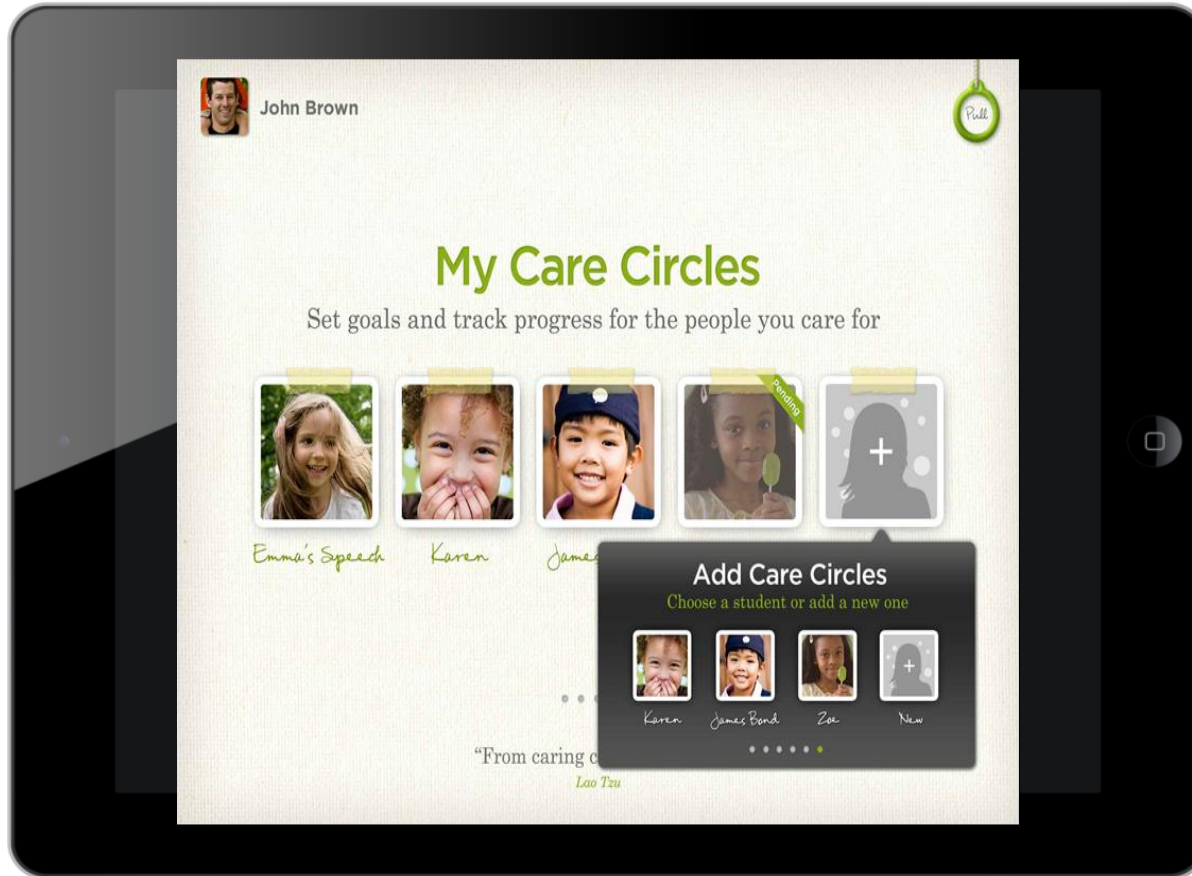 John Brown
Pull
My Care Circles
Set goals and track progress for the people you care for
Pending
Emma's Speech
Karen
James
Add Care Circles
Choose a student or add a new one
Karen
James Bond
Zoe
New
“From caring c
Lao Tzu